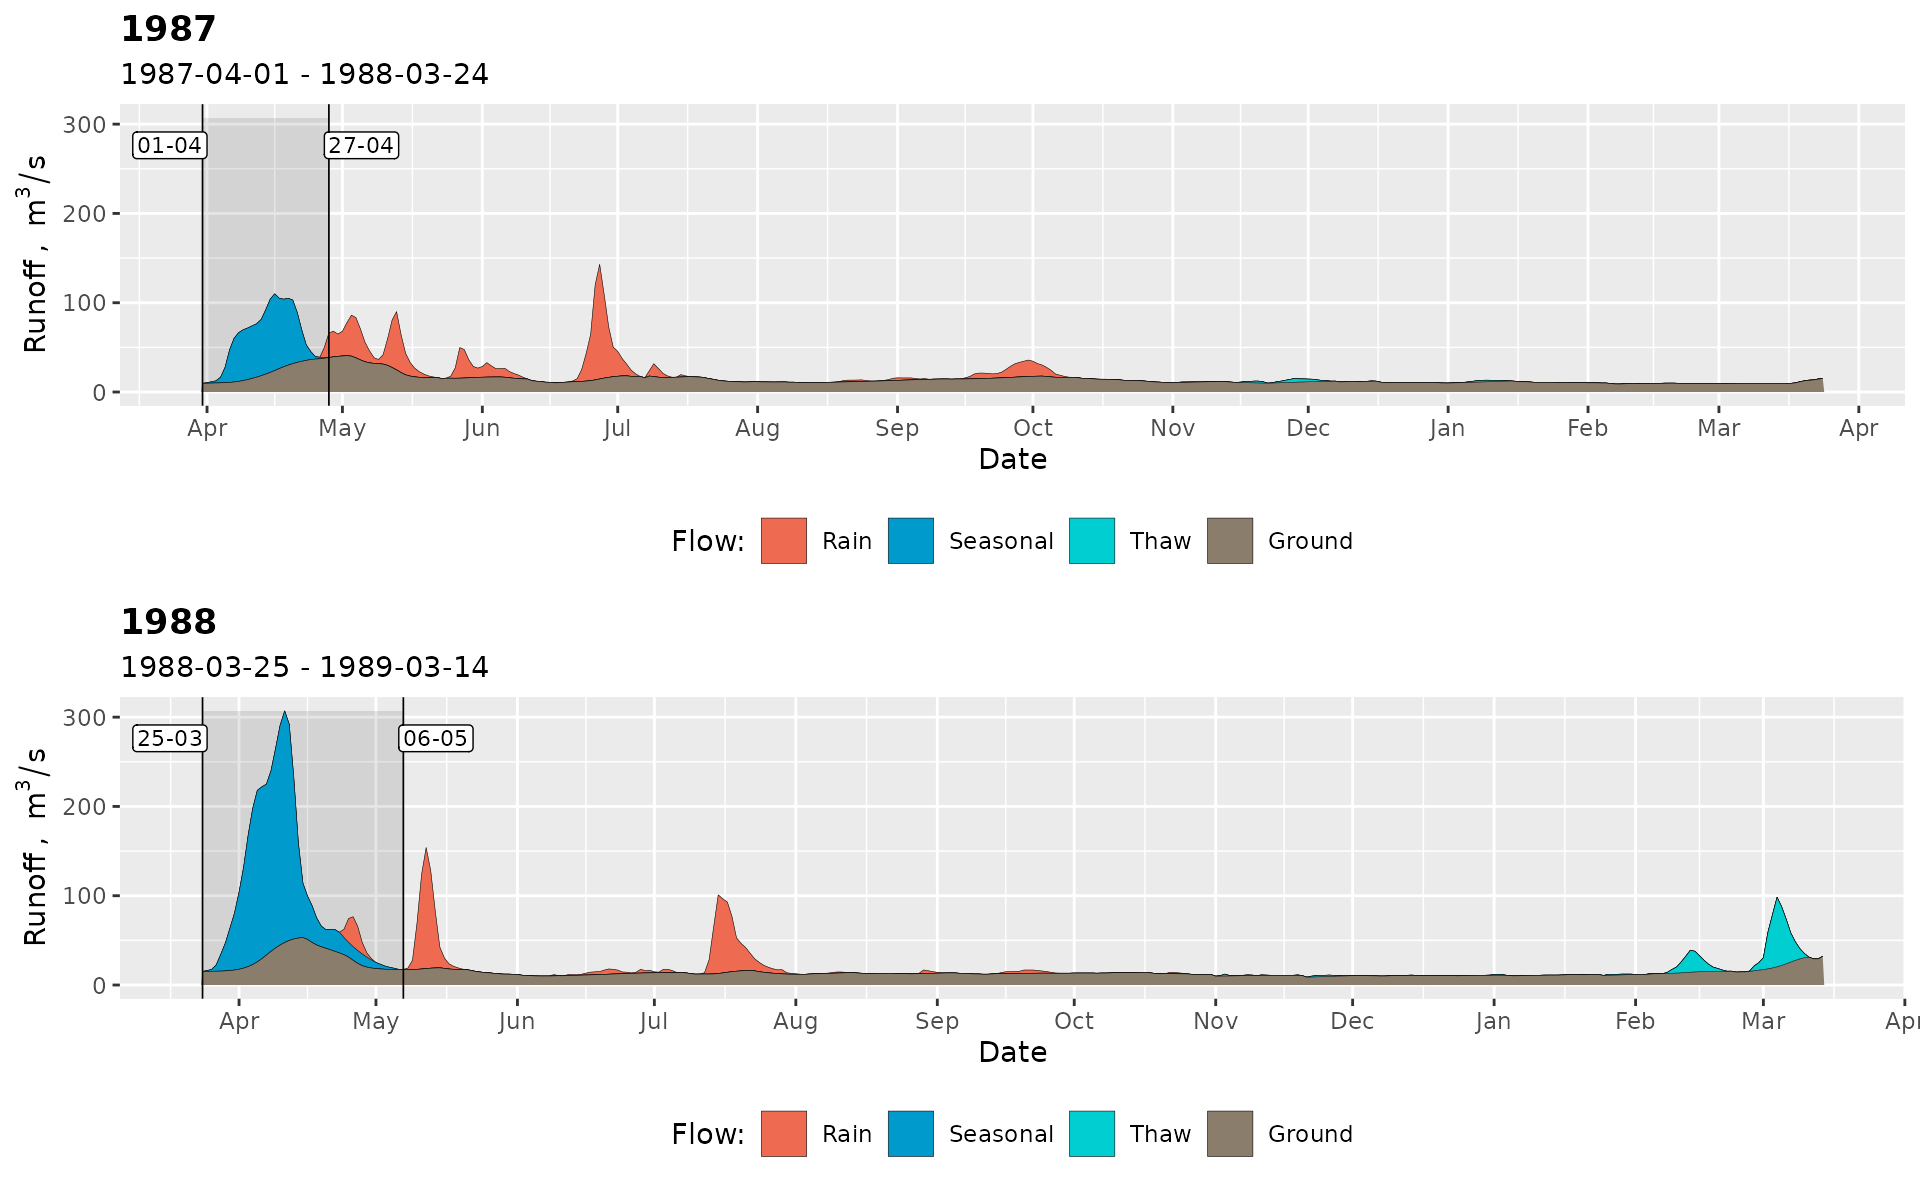 1987
1987-04-01 - 1988-03-24
Runoff , m³/s
300
200
100
0
01-04
27-04
Apr May Jun Jul Aug Sep Oct Nov Dec Jan Feb Mar Apr
Date
Flow: Rain Seasonal Thaw Ground
1988
1988-03-25 - 1989-03-14
Runoff , m³/s
300
200
100
0
25-03
06-05
Apr May Jun Jul Aug Sep Oct Nov Dec Jan Feb Mar Apr
Date
Flow: Rain Seasonal Thaw Ground